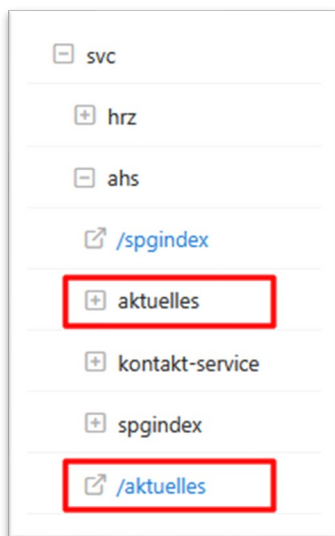 svc
hrz
ahs
/spgindex
aktuelles
kontakt-service
spgindex
/aktuelles